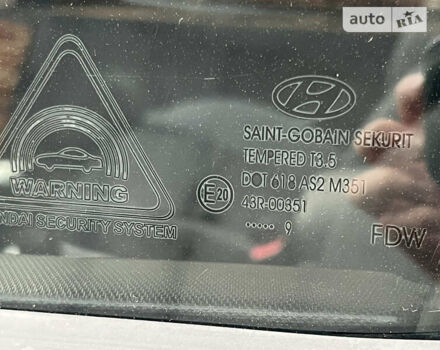 auto RIA
SAINT-GOBAIN SEKURIT
TEMPERED T3.5
DOT 618 AS2 M351
E20 43R-00351
..... 9
FDW
WARNING
NDAI SECURITY SYSTEM